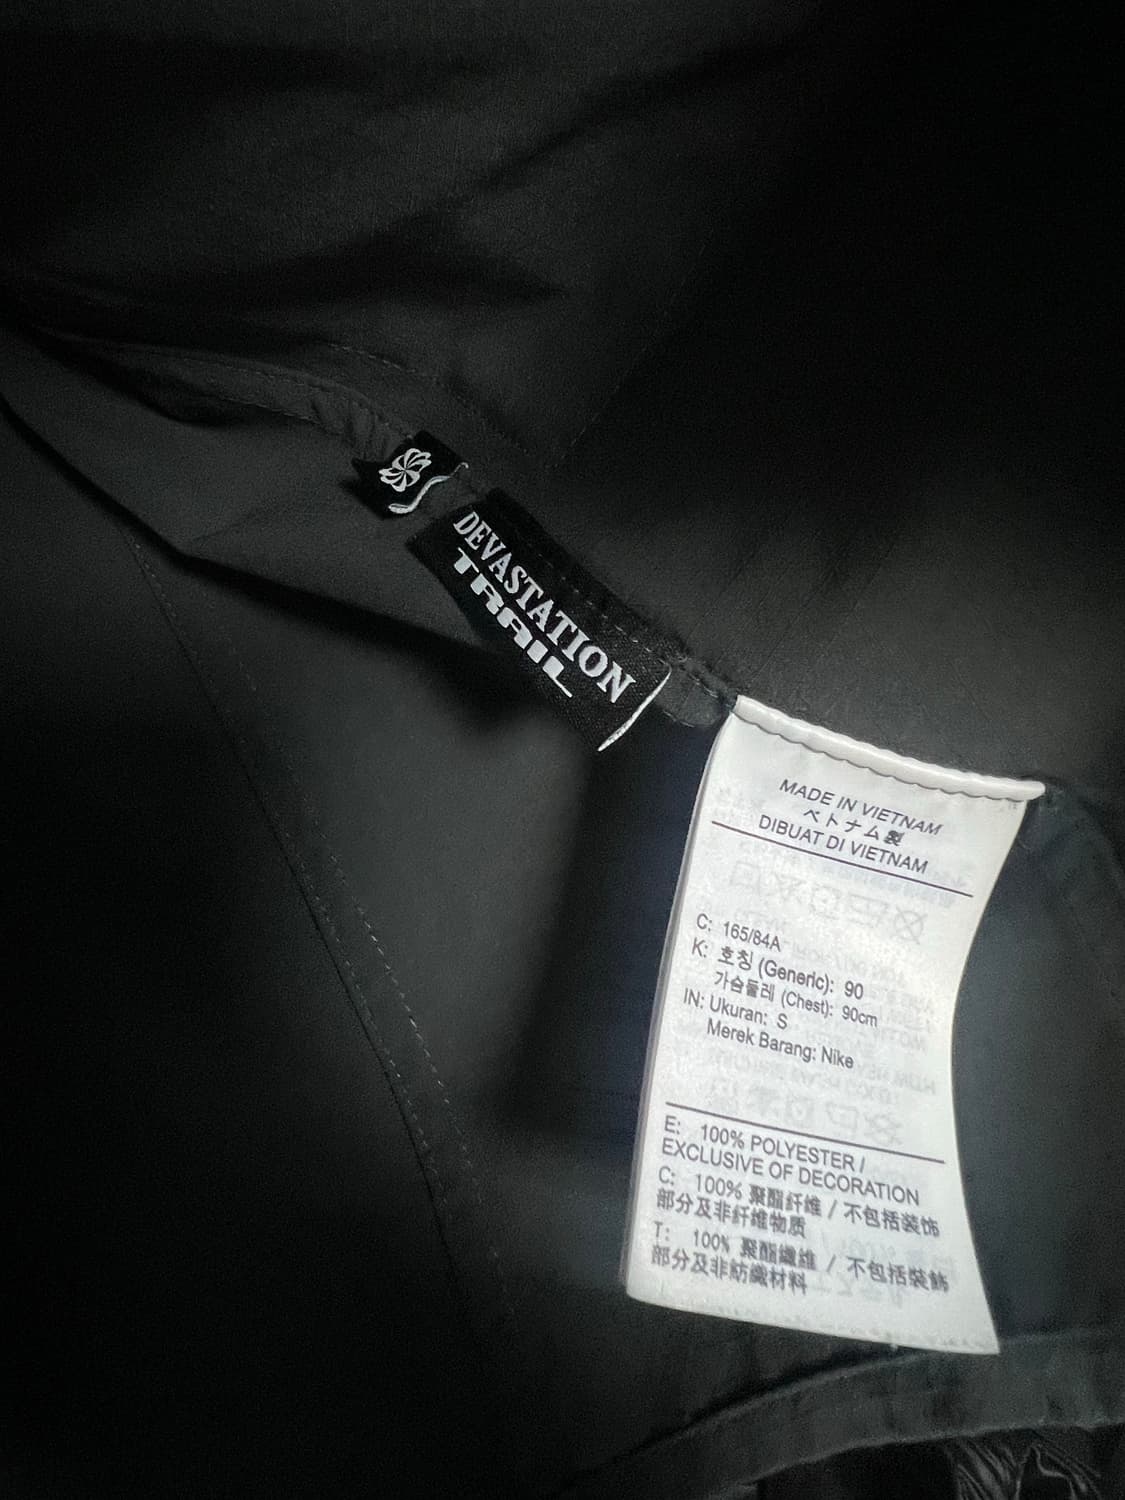 DEVASTATION
TRAIL
MADE IN VIETNAM
ベトナム製
DIBUAT DI VIETNAM
C: 165/84A
K: 호칭 (Generic): 90
가슴둘레 (Chest): 90cm
IN: Ukuran: S
Merek Barang: Nike
E: 100% POLYESTER /
EXCLUSIVE OF DECORATION
C: 100% 聚酯纤维 / 不包括装饰
部分及非纤维物质
T: 100% 聚酯纖維 / 不包括裝飾
部分及非紡織材料